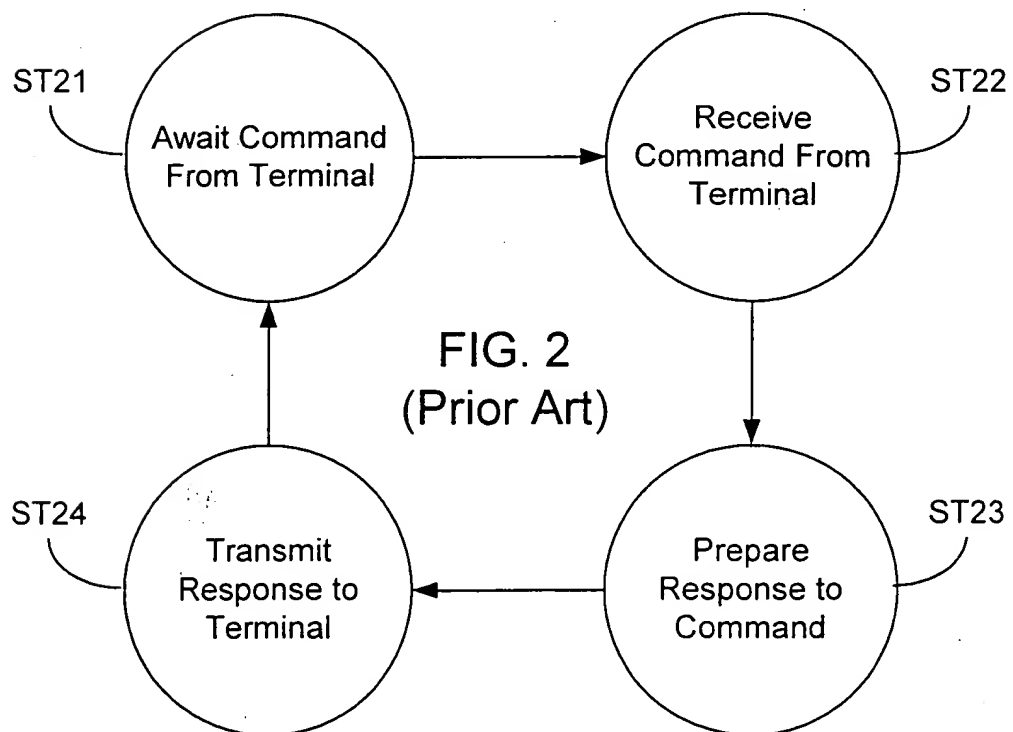 ST21
Await Command
From Terminal
Receive
Command From
Terminal
ST22
FIG. 2
(Prior Art)
ST24
Transmit
Response to
Terminal
Prepare
Response to
Command
ST23